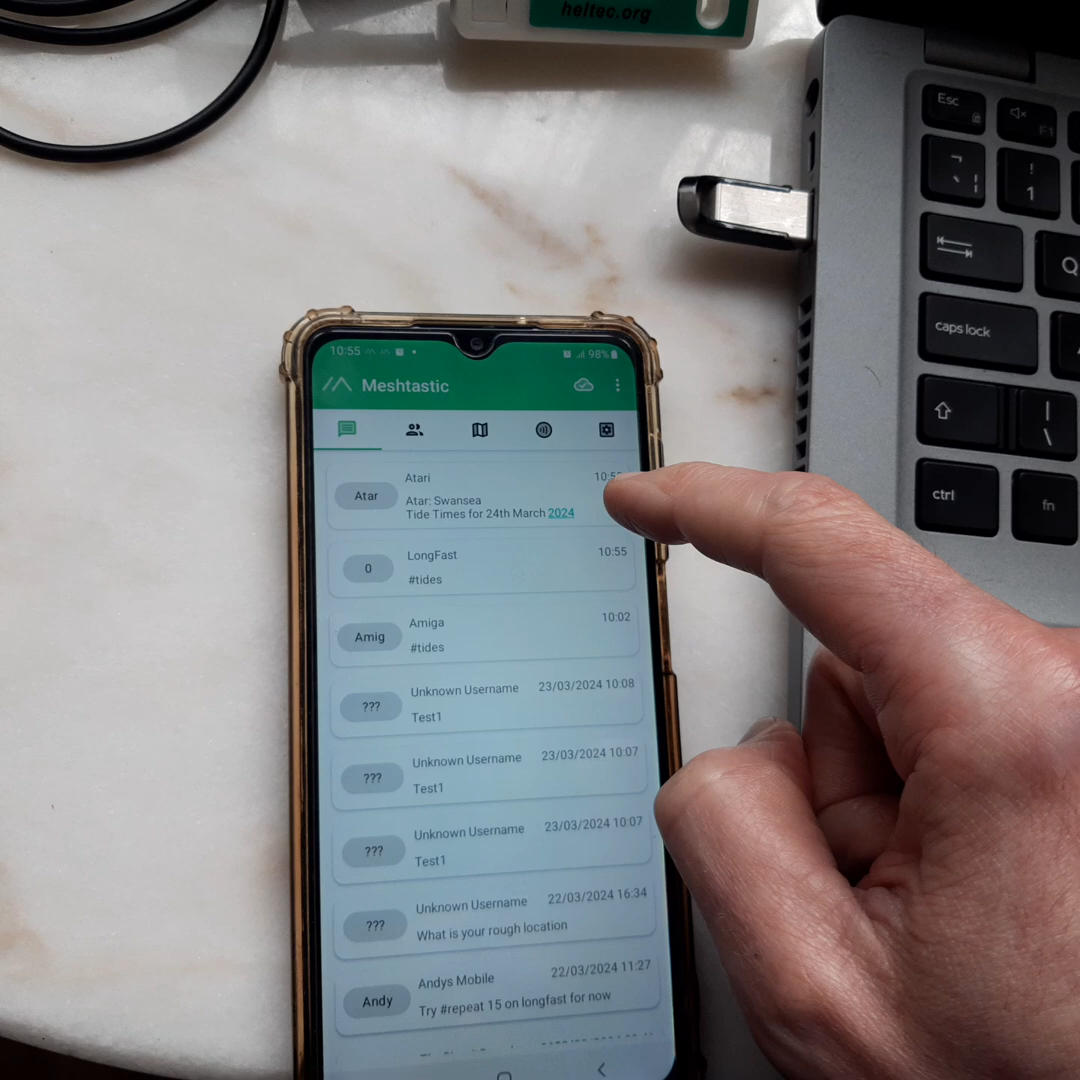 heltec.org
Esc
F1
!
1
Q
caps lock
|
\
ctrl
fn
10:55
98%
Meshtastic
Atari
Atar
Atar: Swansea
Tide Times for 24th March 2024
LongFast 10:55
0
#tides
Amiga 10:02
Amig
#tides
Unknown Username 23/03/2024 10:08
???
Test1
Unknown Username 23/03/2024 10:07
???
Test1
Unknown Username 23/03/2024 10:07
???
Test1
Unknown Username 22/03/2024 16:34
???
What is your rough location
Andys Mobile 22/03/2024 11:27
Andy
Try #repeat 15 on longfast for now